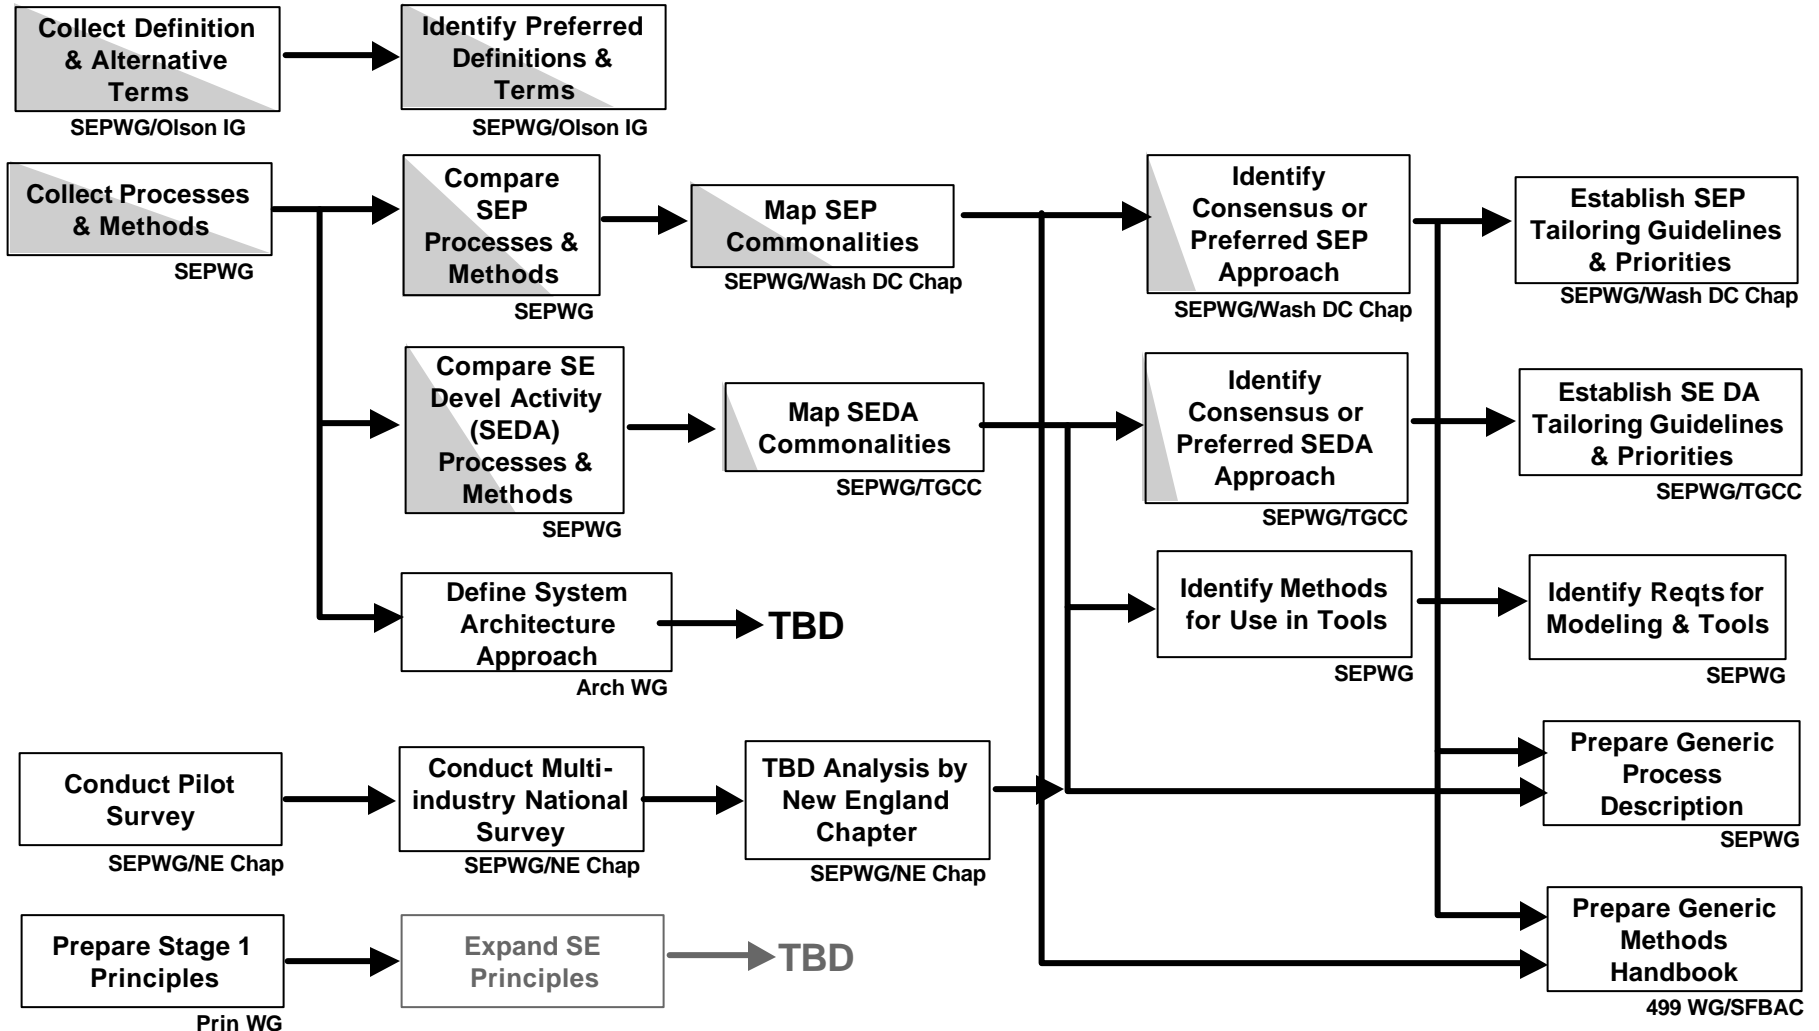 Collect Definition
& Alternative
Terms
SEPWG/Olson IG
Identify Preferred
Definitions &
Terms
SEPWG/Olson IG
Collect Processes
& Methods
SEPWG
Compare
SEP
Processes &
Methods
SEPWG
Map SEP
Commonalities
SEPWG/Wash DC Chap
Identify
Consensus or
Preferred SEP
Approach
SEPWG/Wash DC Chap
Establish SEP
Tailoring Guidelines
& Priorities
SEPWG/Wash DC Chap
Compare SE
Devel Activity
(SEDA)
Processes &
Methods
SEPWG
Map SEDA
Commonalities
SEPWG/TGCC
Identify
Consensus or
Preferred SEDA
Approach
SEPWG/TGCC
Establish SE DA
Tailoring Guidelines
& Priorities
SEPWG/TGCC
Define System
Architecture
Approach
Arch WG
TBD
Identify Methods
for Use in Tools
SEPWG
Identify Reqts for
Modeling & Tools
SEPWG
Conduct Pilot
Survey
SEPWG/NE Chap
Conduct Multi-
industry National
Survey
SEPWG/NE Chap
TBD Analysis by
New England
Chapter
SEPWG/NE Chap
Prepare Generic
Process
Description
SEPWG
Prepare Stage 1
Principles
Prin WG
Expand SE
Principles
TBD
Prepare Generic
Methods
Handbook
499 WG/SFBAC